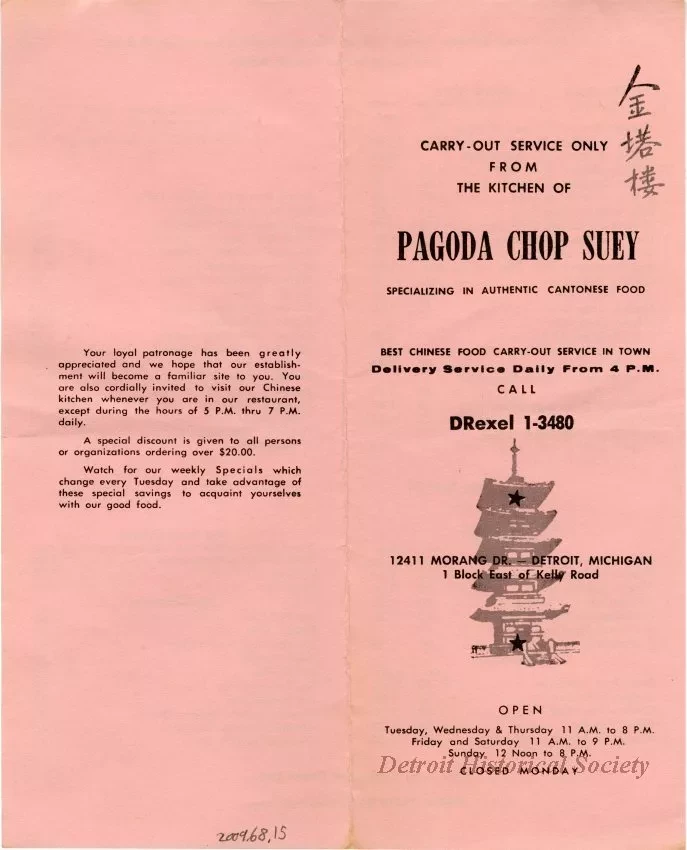 Your loyal patronage has been greatly
appreciated and we hope that our establish-
ment will become a familiar site to you. You
are also cordially invited to visit our Chinese
kitchen whenever you are in our restaurant,
except during the hours of 5 P.M. thru 7 P.M.
daily.
A special discount is given to all persons
or organizations ordering over $20.00.
Watch for our weekly Specials which
change every Tuesday and take advantage of
these special savings to acquaint yourselves
with our good food.
2009.68.15
金塔楼
CARRY-OUT SERVICE ONLY
FROM
THE KITCHEN OF
PAGODA CHOP SUEY
SPECIALIZING IN AUTHENTIC CANTONESE FOOD
BEST CHINESE FOOD CARRY-OUT SERVICE IN TOWN
Delivery Service Daily From 4 P.M.
CALL
DRexel 1-3480
12411 MORANG DR. — DETROIT, MICHIGAN
1 Block East of Kelly Road
OPEN
Tuesday, Wednesday & Thursday 11 A.M. to 8 P.M.
Friday and Saturday 11 A.M. to 9 P.M.
Sunday, 12 Noon to 8 P.M.
CLOSED MONDAY
Detroit Historical Society